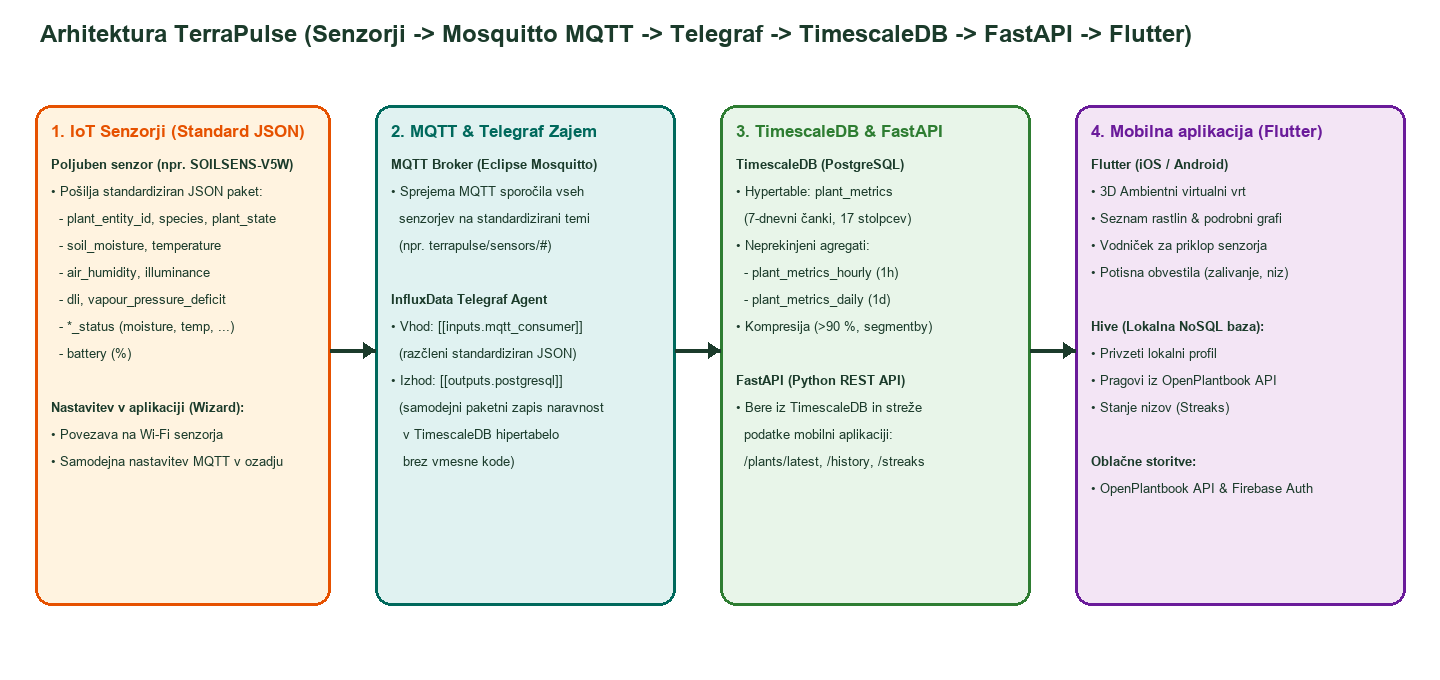 Arhitektura TerraPulse (Senzorji -> Mosquitto MQTT -> Telegraf -> TimescaleDB -> FastAPI -> Flutter)
1. IoT Senzorji (Standard JSON)
Poljuben senzor (npr. SOILSENS-V5W)
• Pošilja standardiziran JSON paket:
- plant_entity_id, species, plant_state
- soil_moisture, temperature
- air_humidity, illuminance
- dli, vapour_pressure_deficit
- *_status (moisture, temp, ...)
- battery (%)
Nastavitev v aplikaciji (Wizard):
• Povezava na Wi-Fi senzorja
• Samodejna nastavitev MQTT v ozadju
2. MQTT & Telegraf Zajem
MQTT Broker (Eclipse Mosquitto)
• Sprejema MQTT sporočila vseh
senzorjev na standardizirani temi
(npr. terrapulse/sensors/#)
InfluxData Telegraf Agent
• Vhod: [[inputs.mqtt_consumer]]
(razčleni standardiziran JSON)
• Izhod: [[outputs.postgresql]]
(samodejni paketni zapis naravnost
v TimescaleDB hipertabelo
brez vmesne kode)
3. TimescaleDB & FastAPI
TimescaleDB (PostgreSQL)
• Hypertable: plant_metrics
(7-dnevni čanki, 17 stolpcev)
• Neprekinjeni agregati:
- plant_metrics_hourly (1h)
- plant_metrics_daily (1d)
• Kompresija (>90 %, segmentby)
FastAPI (Python REST API)
• Bere iz TimescaleDB in streže
podatke mobilni aplikaciji:
/plants/latest, /history, /streaks
4. Mobilna aplikacija (Flutter)
Flutter (iOS / Android)
• 3D Ambientni virtualni vrt
• Seznam rastlin & podrobni grafi
• Vodniček za priklop senzorja
• Potisna obvestila (zalivanje, niz)
Hive (Lokalna NoSQL baza):
• Privzeti lokalni profil
• Pragovi iz OpenPlantbook API
• Stanje nizov (Streaks)
Oblačne storitve:
• OpenPlantbook API & Firebase Auth